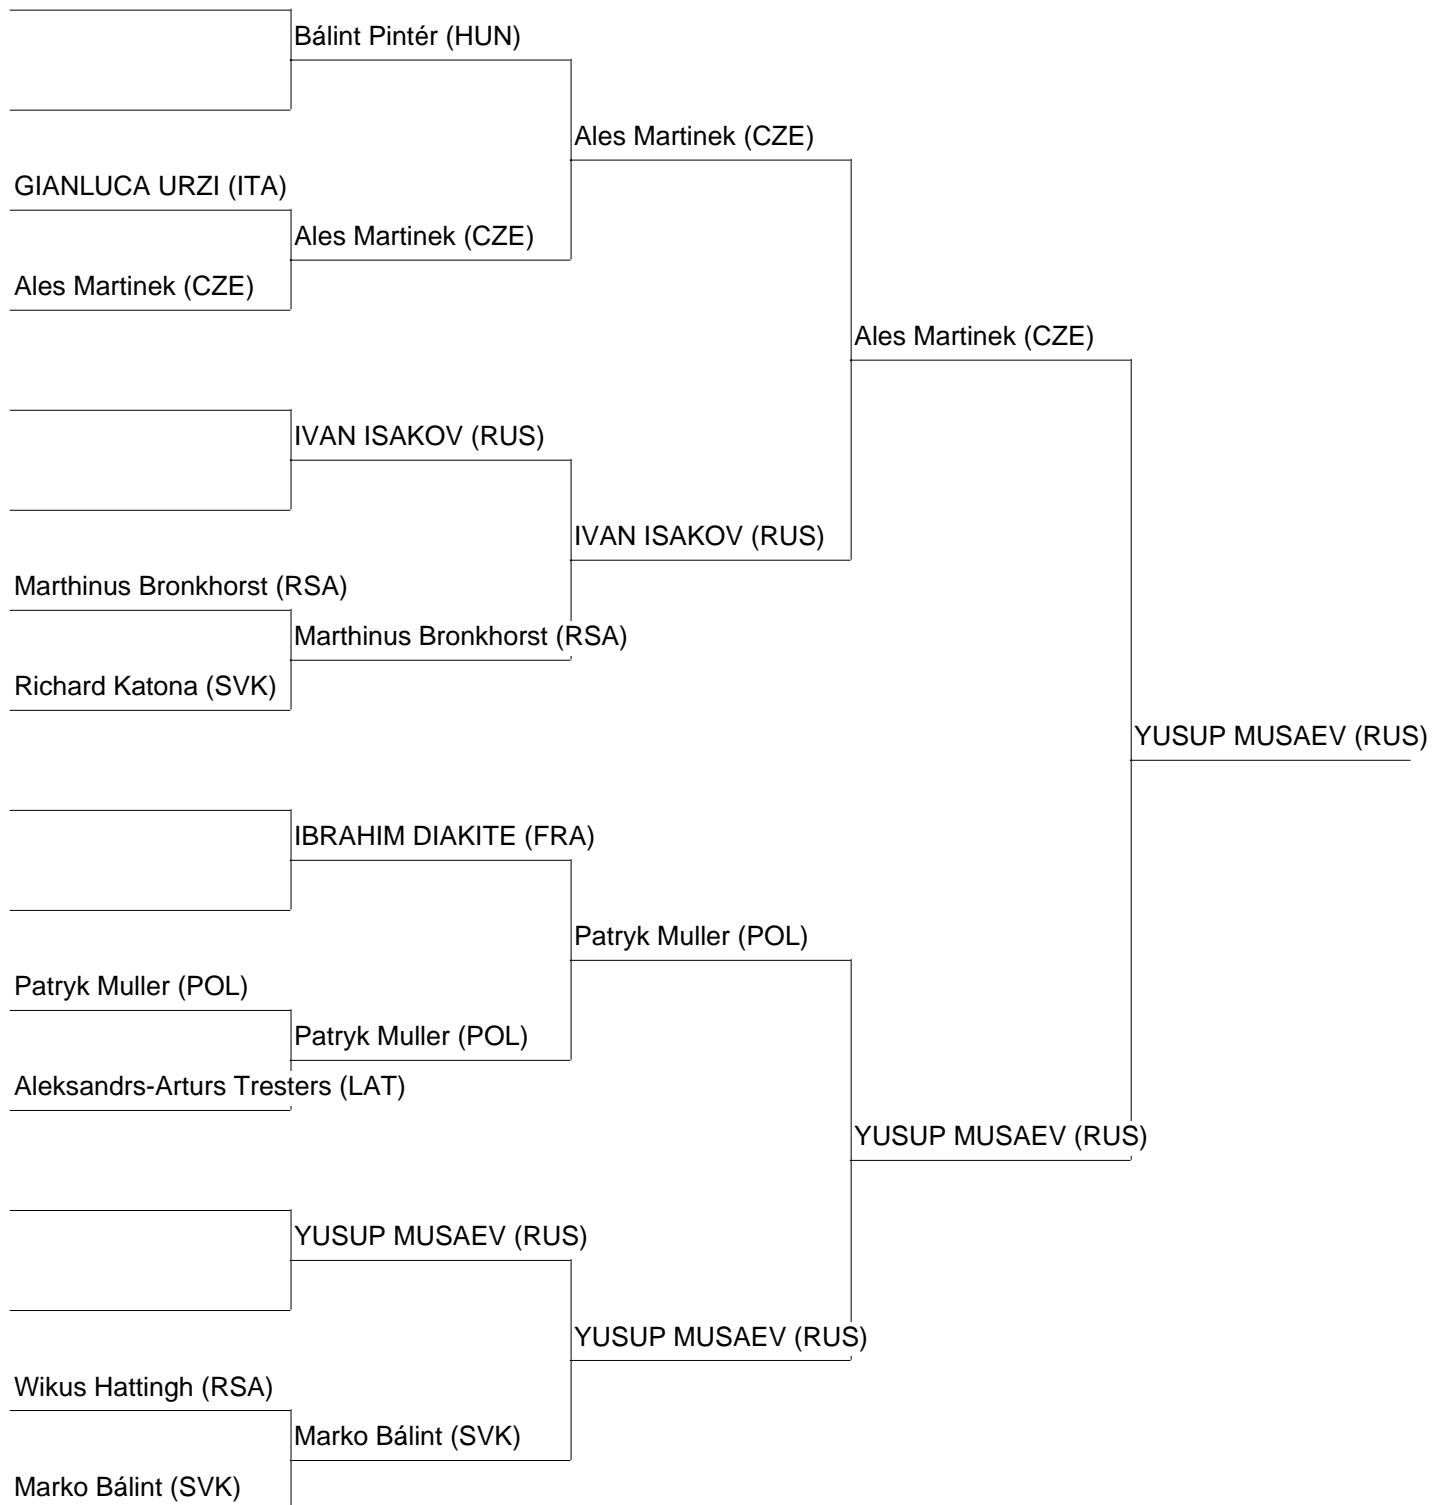 Bálint Pintér (HUN)
Ales Martinek (CZE)
GIANLUCA URZI (ITA)
Ales Martinek (CZE)
Ales Martinek (CZE)
Ales Martinek (CZE)
IVAN ISAKOV (RUS)
IVAN ISAKOV (RUS)
Marthinus Bronkhorst (RSA)
Marthinus Bronkhorst (RSA)
Richard Katona (SVK)
YUSUP MUSAEV (RUS)
IBRAHIM DIAKITE (FRA)
Patryk Muller (POL)
Patryk Muller (POL)
Patryk Muller (POL)
Aleksandrs-Arturs Tresters (LAT)
YUSUP MUSAEV (RUS)
YUSUP MUSAEV (RUS)
YUSUP MUSAEV (RUS)
Wikus Hattingh (RSA)
Marko Bálint (SVK)
Marko Bálint (SVK)